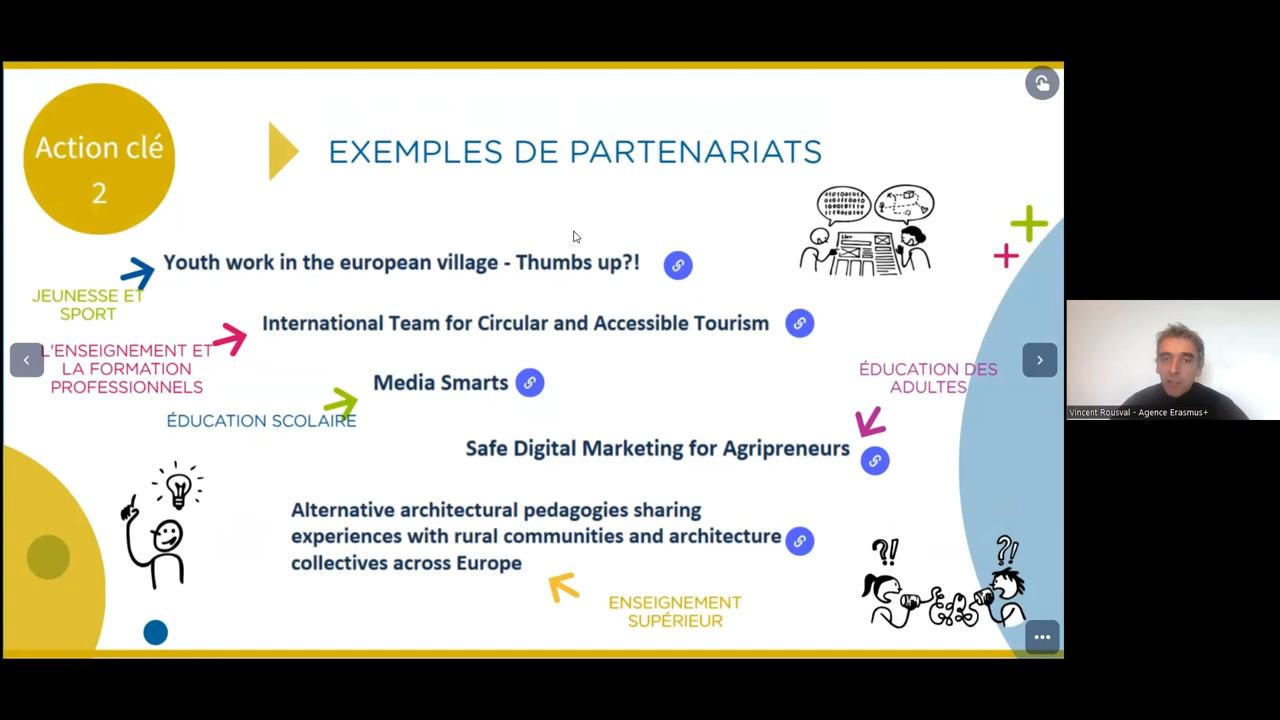 Action clé
2
EXEMPLES DE PARTENARIATS
Youth work in the european village - Thumbs up?!
JEUNESSE ET
SPORT
International Team for Circular and Accessible Tourism
L'ENSEIGNEMENT ET
LA FORMATION
PROFESSIONNELS
Media Smarts
ÉDUCATION SCOLAIRE
ÉDUCATION DES
ADULTES
Safe Digital Marketing for Agripreneurs
Alternative architectural pedagogies sharing
experiences with rural communities and architecture
collectives across Europe
ENSEIGNEMENT
SUPÉRIEUR
?!
?!
Vincent Rousval - Agence Erasmus+